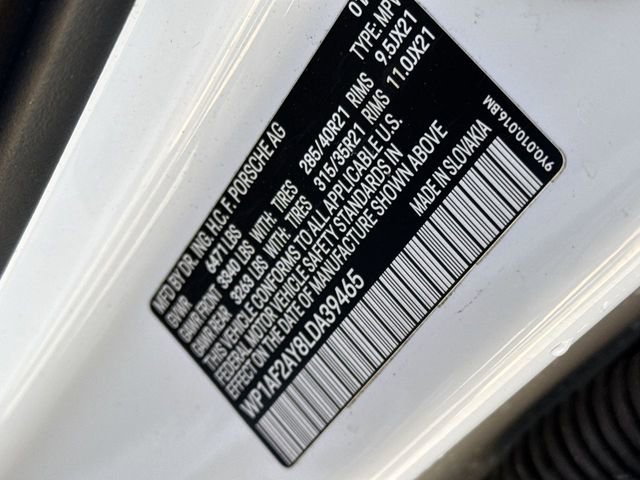 MFD BY DR. ING. H.C. F. PORSCHE AG
GVWR 6471 LBS TYPE: MPV
GAWR FRONT 3340 LBS WITH: TIRES 285/40R21 RIMS 9.5JX21
GAWR REAR 3263 LBS WITH: TIRES 315/35R21 RIMS 11.0JX21
THIS VEHICLE CONFORMS TO ALL APPLICABLE U.S.
FEDERAL MOTOR VEHICLE SAFETY STANDARDS IN
EFFECT ON THE DATE OF MANUFACTURE SHOWN ABOVE
WP1AF2AY8LDA39465 MADE IN SLOVAKIA
9Y0.010.016.BM